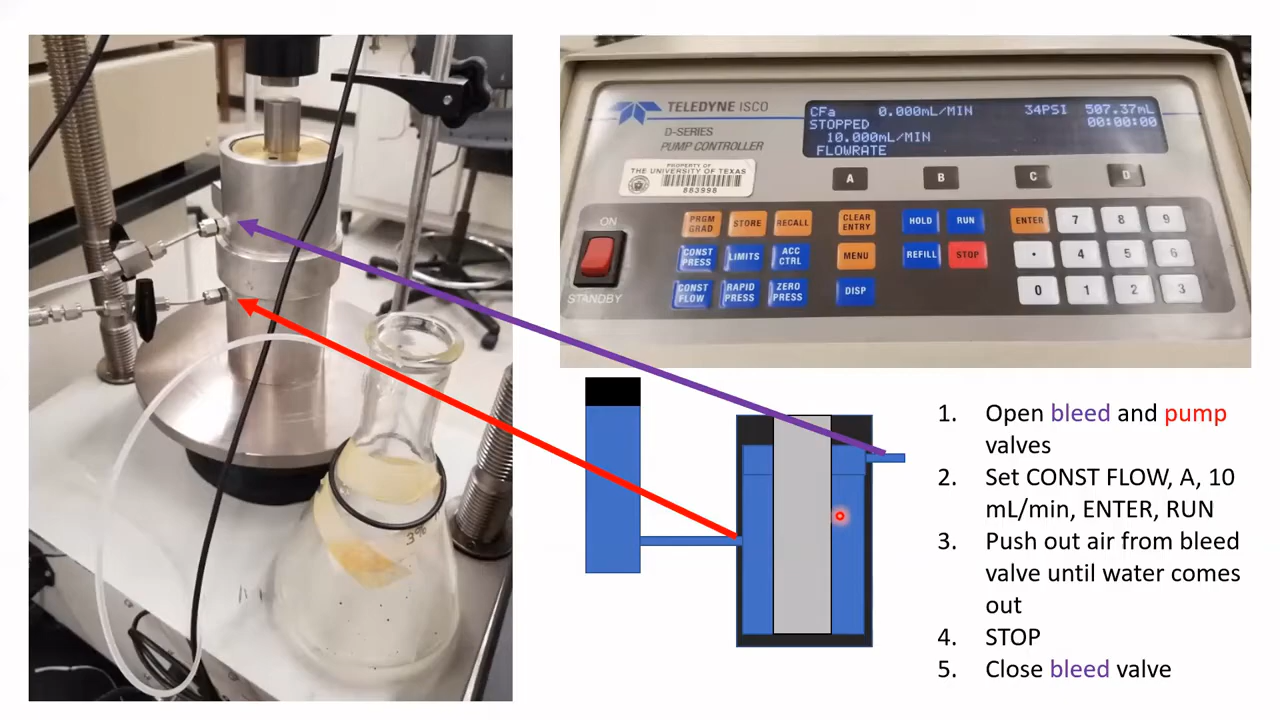 TELEDYNE ISCO
D-SERIES
PUMP CONTROLLER
PROPERTY OF
THE UNIVERSITY OF TEXAS
883998
CFa 0.000mL/MIN 34PSI 507.37mL
STOPPED 00:00:00
10.000mL/MIN
FLOWRATE
A B C D
ON
STANDBY
PRGM GRAD
STORE
RECALL
CLEAR ENTRY
HOLD
RUN
ENTER
7 8 9
CONST PRESS
LIMITS
ACC CTRL
MENU
REFILL
STOP
. 4 5 6
CONST FLOW
RAPID PRESS
ZERO PRESS
DISP
0 1 2 3
3%
1. Open bleed and pump
valves
2. Set CONST FLOW, A, 10
mL/min, ENTER, RUN
3. Push out air from bleed
valve until water comes
out
4. STOP
5. Close bleed valve